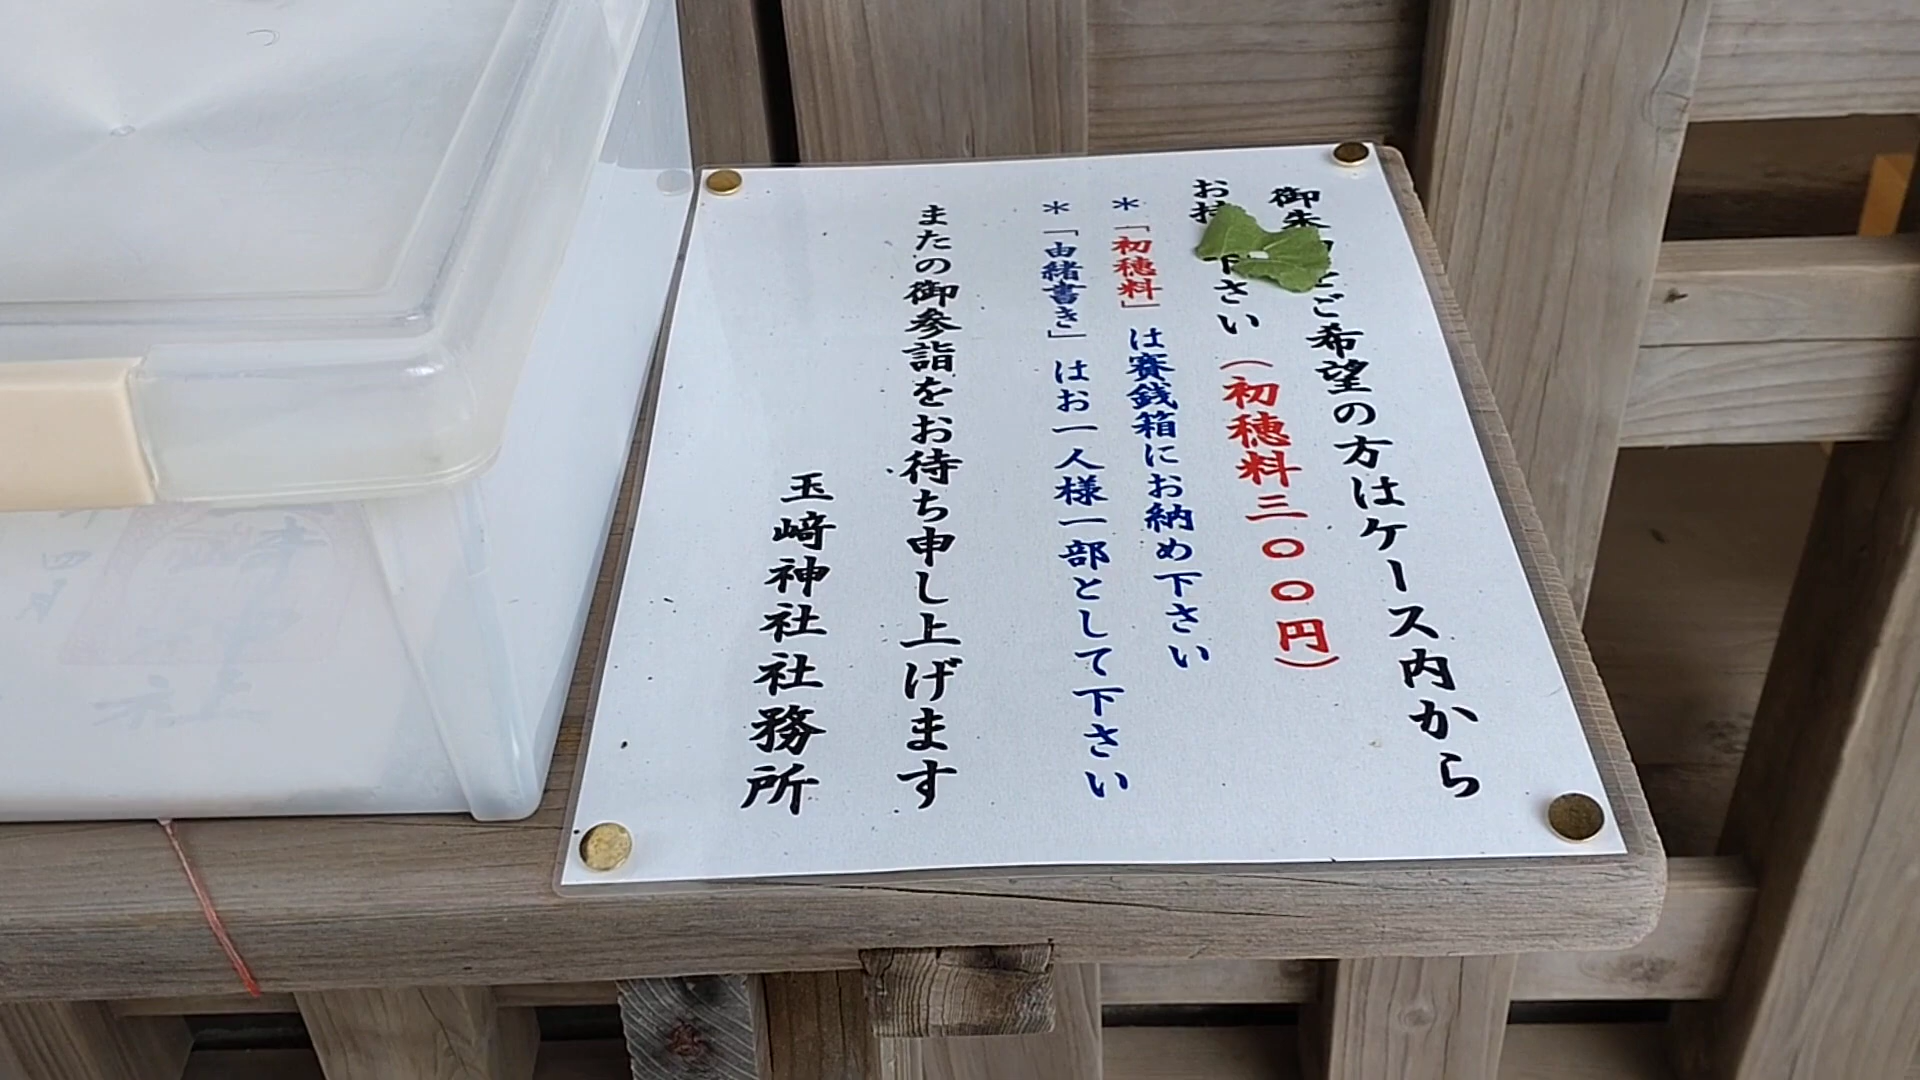 御朱をご希望の方はケース内から
お持下さい（初穂料三〇〇円）
＊「初穂料」は賽銭箱にお納め下さい
＊「由緒書き」はお一人様一部として下さい
またの御参詣をお待ち申し上げます
玉﨑神社社務所